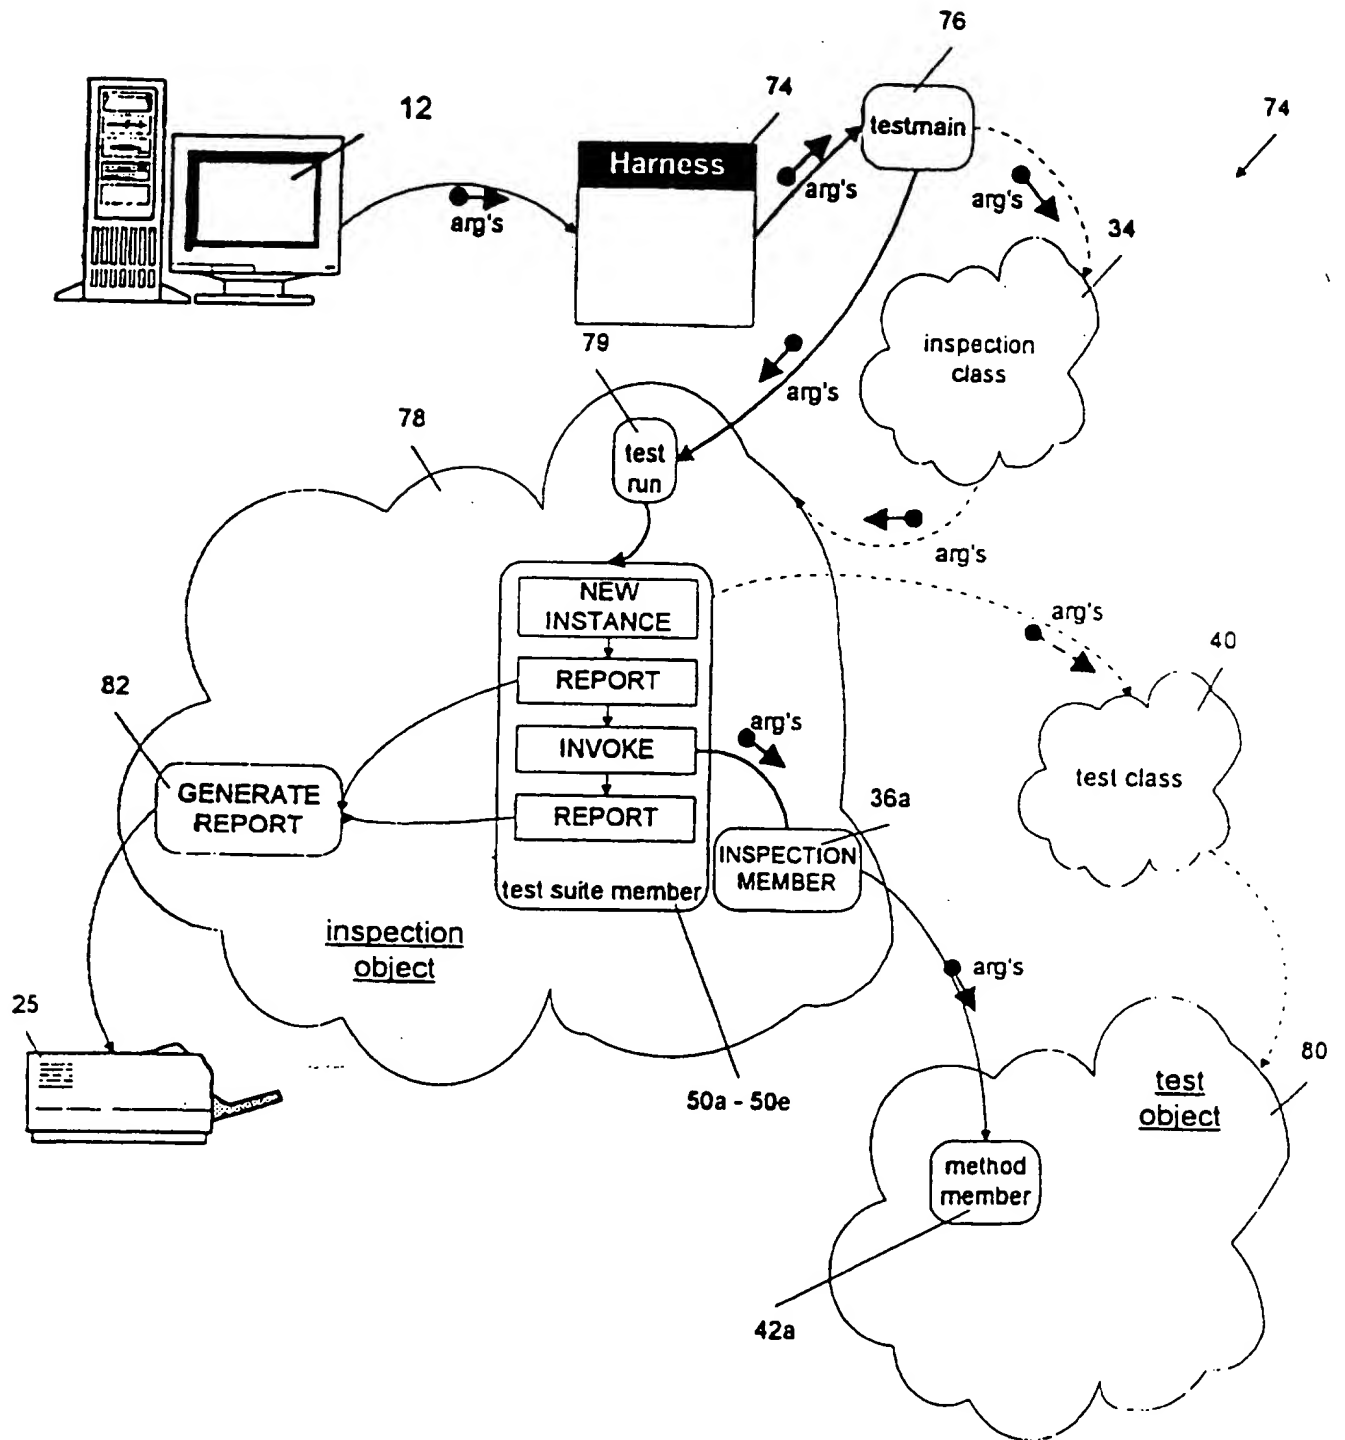 76
12
74
74
Harness
testmain
arg's
arg's
arg's
34
79
inspection
class
arg's
78
test
run
arg's
NEW
INSTANCE
arg's
40
82
REPORT
arg's
INVOKE
test class
GENERATE
REPORT
REPORT
36a
INSPECTION
MEMBER
test suite member
inspection
object
arg's
25
80
50a - 50e
test
object
method
member
42a